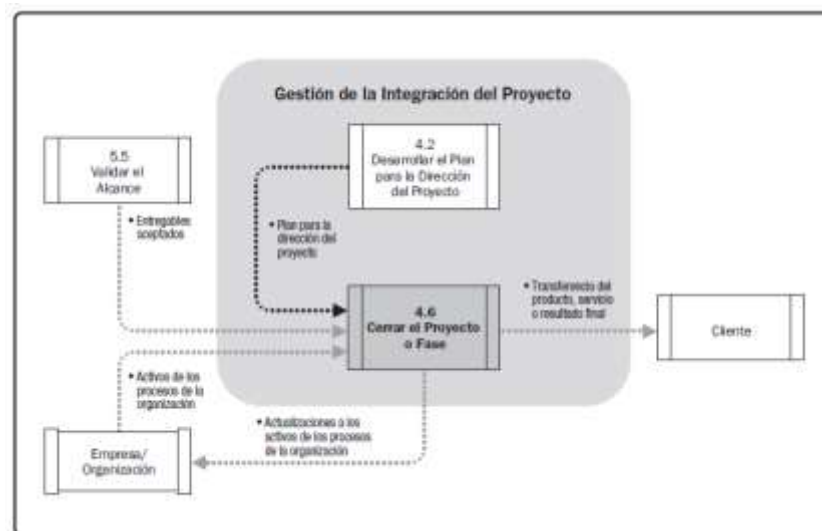 Gestión de la Integración del Proyecto
5.5
Validar el
Alcance
4.2
Desarrollar el Plan
para la Dirección
del Proyecto
• Entregables
aceptados
• Plan para la
dirección del
proyecto
4.6
Cerrar el Proyecto
o Fase
• Transferencia del
producto, servicio
o resultado final
Cliente
• Activos de los
procesos de la
organización
• Actualizaciones a los
activos de los procesos
de la organización
Empresa/
Organización